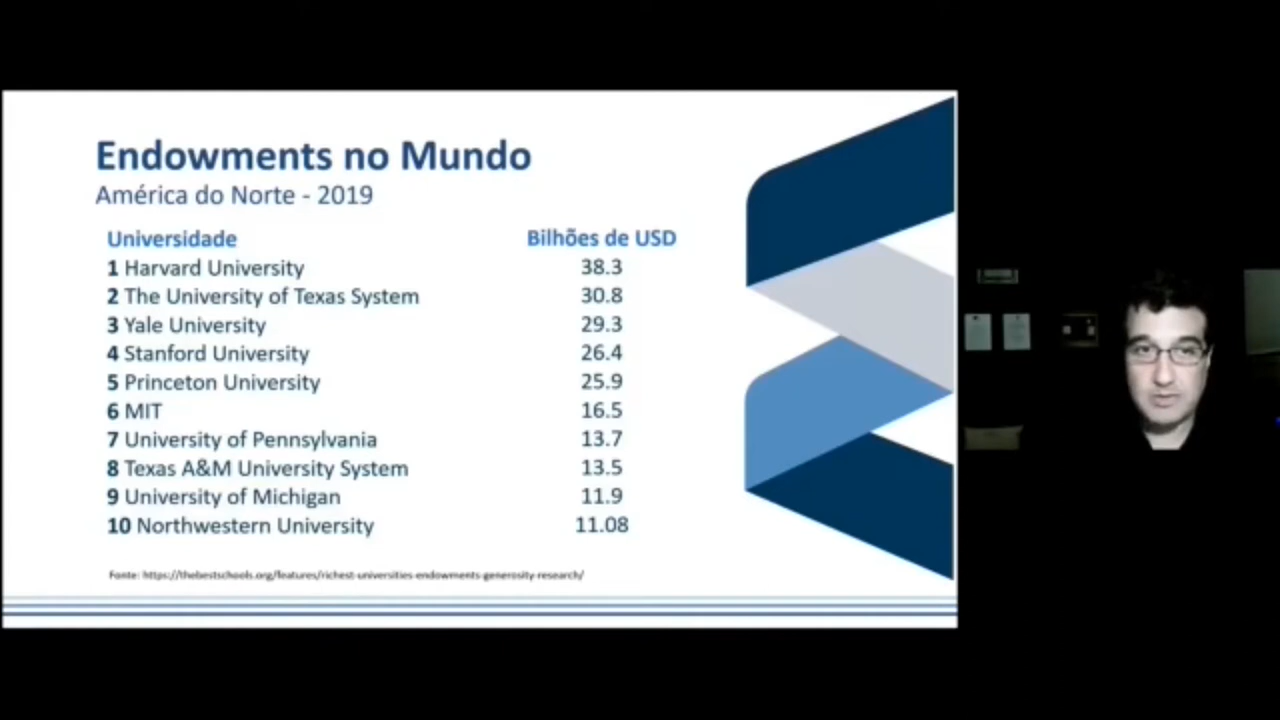 Endowments no Mundo
América do Norte - 2019
Universidade Bilhões de USD
1 Harvard University 38.3
2 The University of Texas System 30.8
3 Yale University 29.3
4 Stanford University 26.4
5 Princeton University 25.9
6 MIT 16.5
7 University of Pennsylvania 13.7
8 Texas A&M University System 13.5
9 University of Michigan 11.9
10 Northwestern University 11.08
Fonte: https://thebestschools.org/features/richest-universities-endowments-generosity-research/